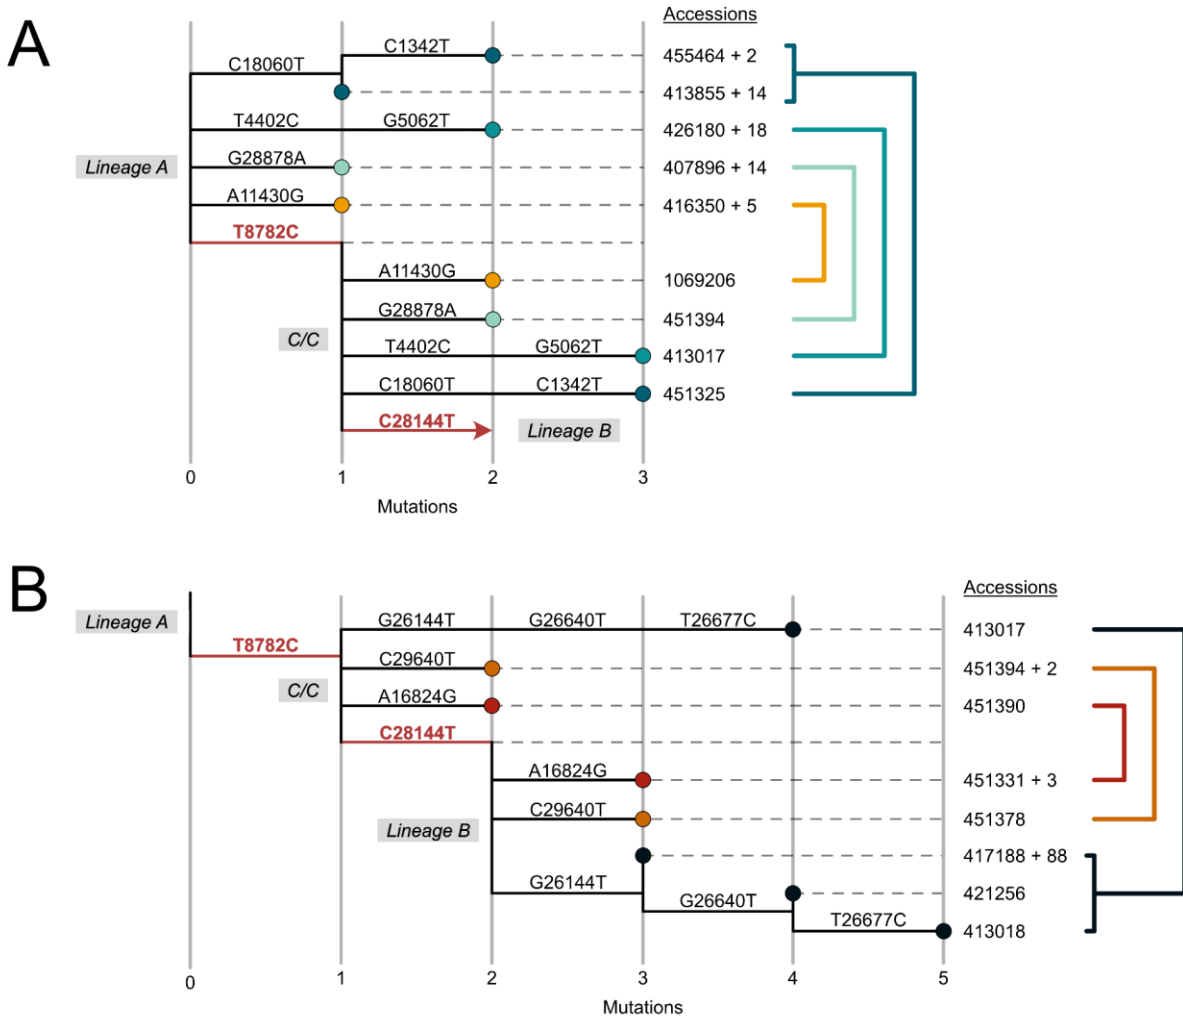 A
Accessions
C1342T
455464 + 2
C18060T
413855 + 14
T4402C G5062T
426180 + 18
Lineage A
G28878A
407896 + 14
A11430G
416350 + 5
T8782C
A11430G
1069206
G28878A
451394
C/C
T4402C G5062T
413017
C18060T C1342T
451325
C28144T
Lineage B
0 1 2 3
Mutations
B
Accessions
Lineage A
G26144T G26640T T26677C
413017
T8782C
C29640T
451394 + 2
C/C
A16824G
451390
C28144T
A16824G
451331 + 3
Lineage B
C29640T
451378
417188 + 88
G26144T
421256
G26640T
T26677C
413018
0 1 2 3 4 5
Mutations